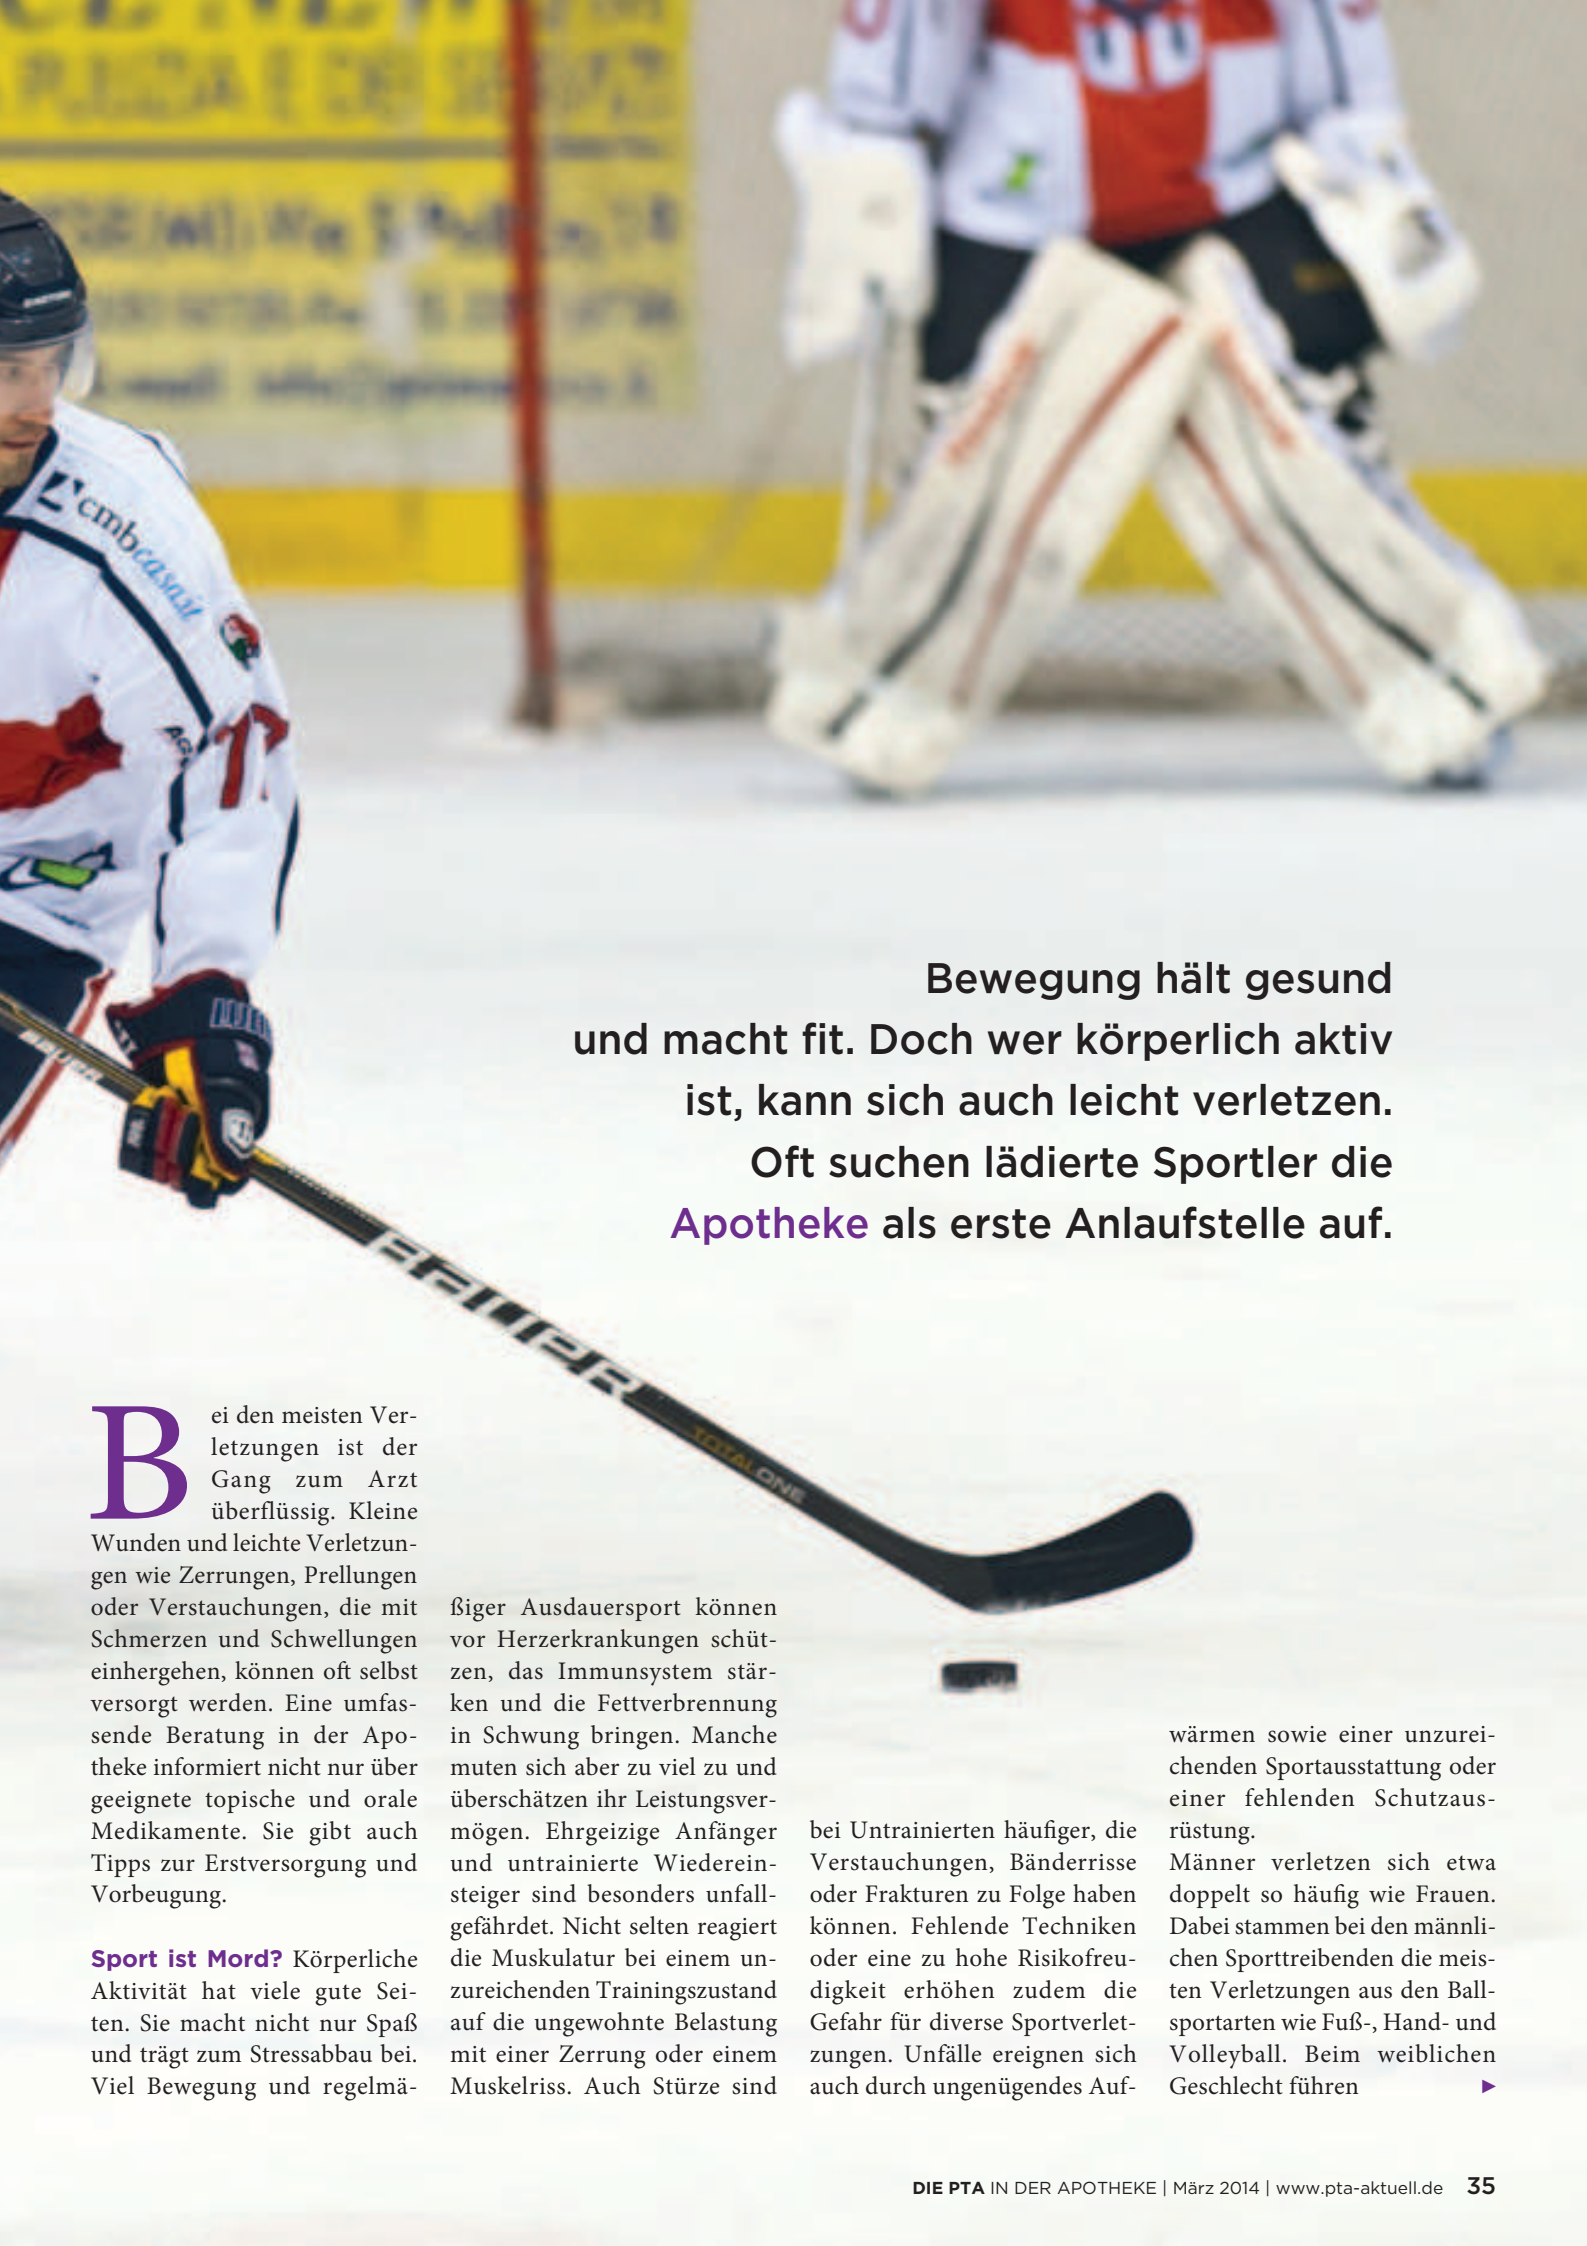 cmbcasa.it
77
BAUER
TOTALONE
Bewegung hält gesund
und macht fit. Doch wer körperlich aktiv
ist, kann sich auch leicht verletzen.
Oft suchen lädierte Sportler die
Apotheke als erste Anlaufstelle auf.
Bei den meisten Ver-
letzungen ist der
Gang zum Arzt
überflüssig. Kleine
Wunden und leichte Verletzun-
gen wie Zerrungen, Prellungen
oder Verstauchungen, die mit
Schmerzen und Schwellungen
einhergehen, können oft selbst
versorgt werden. Eine umfas-
sende Beratung in der Apo-
theke informiert nicht nur über
geeignete topische und orale
Medikamente. Sie gibt auch
Tipps zur Erstversorgung und
Vorbeugung.
Sport ist Mord? Körperliche
Aktivität hat viele gute Sei-
ten. Sie macht nicht nur Spaß
und trägt zum Stressabbau bei.
Viel Bewegung und regelmä-
ßiger Ausdauersport können
vor Herzerkrankungen schüt-
zen, das Immunsystem stär-
ken und die Fettverbrennung
in Schwung bringen. Manche
muten sich aber zu viel zu und
überschätzen ihr Leistungsver-
mögen. Ehrgeizige Anfänger
und untrainierte Wiederein-
steiger sind besonders unfall-
gefährdet. Nicht selten reagiert
die Muskulatur bei einem un-
zureichenden Trainingszustand
auf die ungewohnte Belastung
mit einer Zerrung oder einem
Muskelriss. Auch Stürze sind
bei Untrainierten häufiger, die
Verstauchungen, Bänderrisse
oder Frakturen zu Folge haben
können. Fehlende Techniken
oder eine zu hohe Risikofreu-
digkeit erhöhen zudem die
Gefahr für diverse Sportverlet-
zungen. Unfälle ereignen sich
auch durch ungenügendes Auf-
wärmen sowie einer unzurei-
chenden Sportausstattung oder
einer fehlenden Schutzaus-
rüstung.
Männer verletzen sich etwa
doppelt so häufig wie Frauen.
Dabei stammen bei den männli-
chen Sporttreibenden die meis-
ten Verletzungen aus den Ball-
sportarten wie Fuß-, Hand- und
Volleyball. Beim weiblichen
Geschlecht führen ►
DIE PTA IN DER APOTHEKE | März 2014 | www.pta-aktuell.de 35